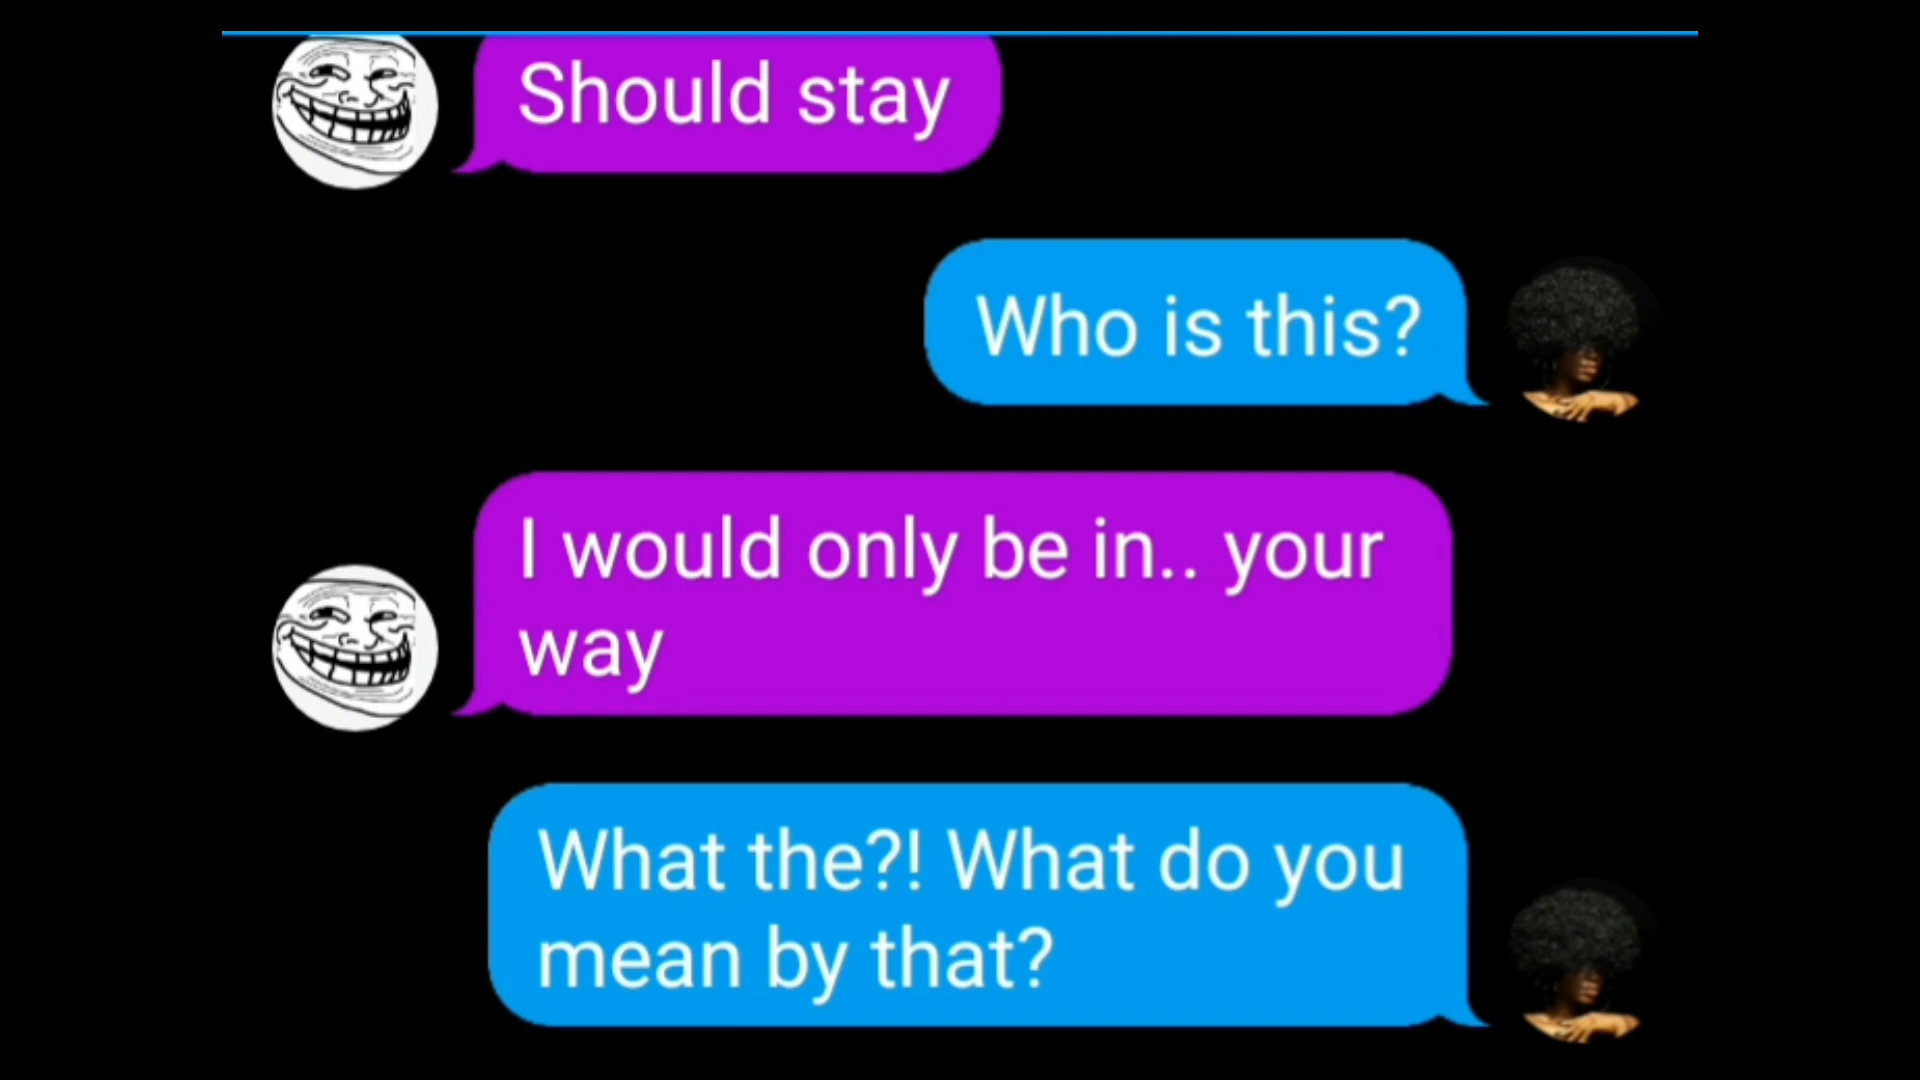 Should stay
Who is this?
I would only be in.. your
way
What the?! What do you
mean by that?